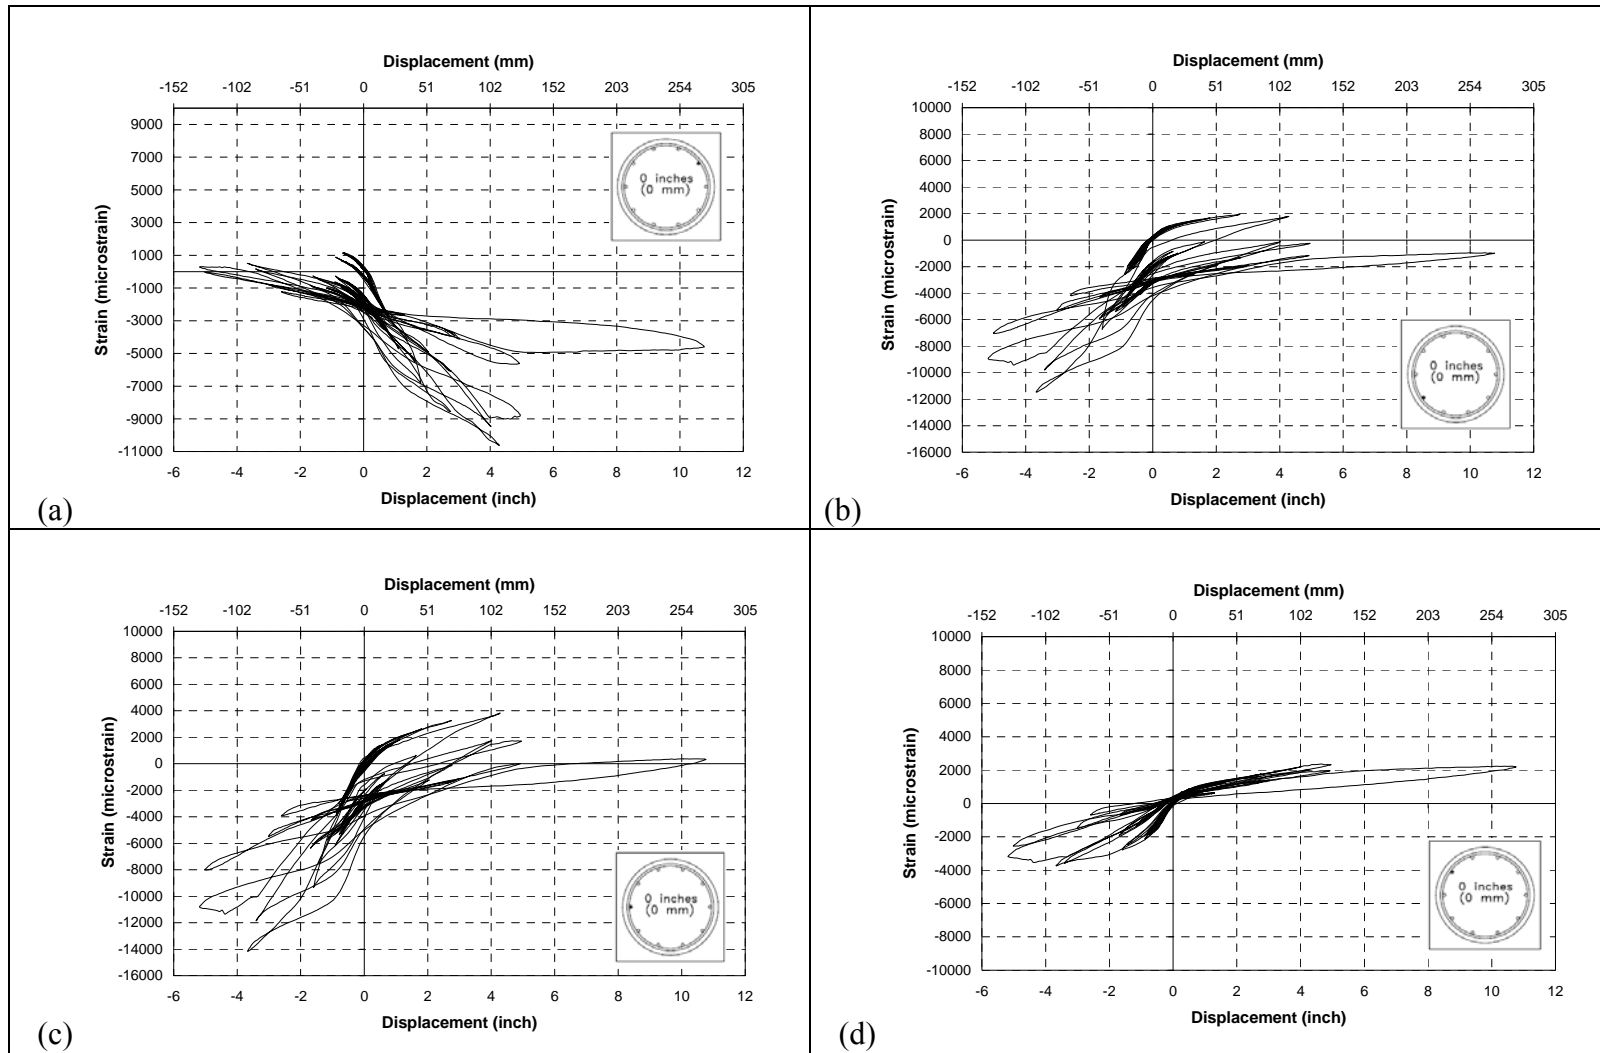 Displacement (mm)
-152 -102 -51 0 51 102 152 203 254 305
9000
7000
5000
3000
1000
-1000
-3000
-5000
-7000
-9000
-11000
Strain (microstrain)
0 inches
(0 mm)
-6 -4 -2 0 2 4 6 8 10 12
Displacement (inch)
(a)
Displacement (mm)
-152 -102 -51 0 51 102 152 203 254 305
10000
8000
6000
4000
2000
0
-2000
-4000
-6000
-8000
-10000
-12000
-14000
-16000
Strain (microstrain)
0 inches
(0 mm)
-6 -4 -2 0 2 4 6 8 10 12
Displacement (inch)
(b)
Displacement (mm)
-152 -102 -51 0 51 102 152 203 254 305
10000
8000
6000
4000
2000
0
-2000
-4000
-6000
-8000
-10000
-12000
-14000
-16000
Strain (microstrain)
0 inches
(0 mm)
-6 -4 -2 0 2 4 6 8 10 12
Displacement (inch)
(c)
Displacement (mm)
-152 -102 -51 0 51 102 152 203 254 305
10000
8000
6000
4000
2000
0
-2000
-4000
-6000
-8000
-10000
Strain (microstrain)
0 inches
(0 mm)
-6 -4 -2 0 2 4 6 8 10 12
Displacement (inch)
(d)